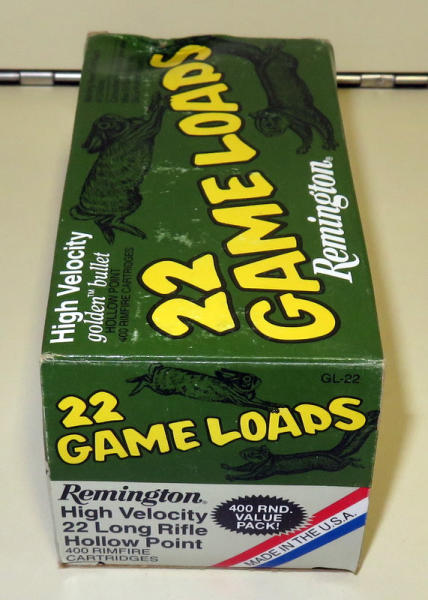 22
GAME LOADS
Remington®
High Velocity
golden™ bullet
HOLLOW POINT
400 RIMFIRE CARTRIDGES
GL-22
22
GAME LOADS
Remington®
High Velocity
22 Long Rifle
Hollow Point
400 RIMFIRE
CARTRIDGES
400 RND.
VALUE
PACK!
MADE IN THE U.S.A.